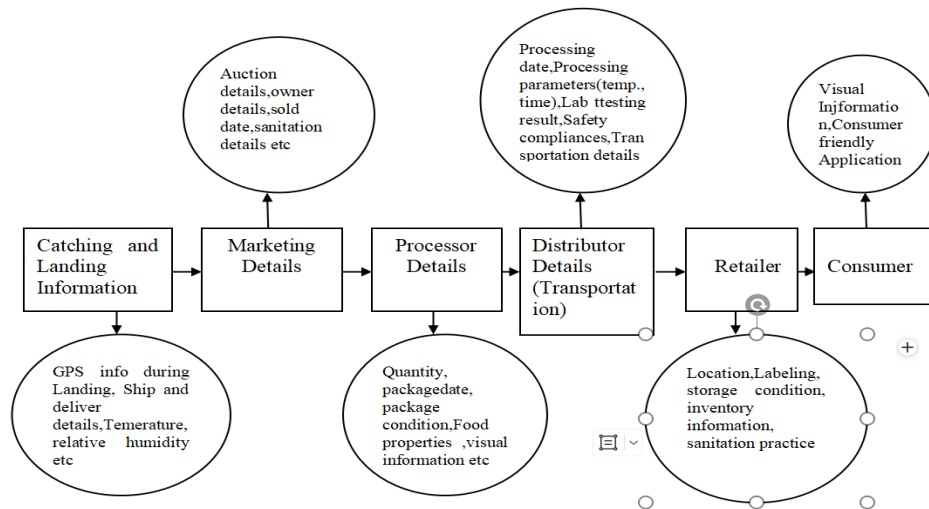 Auction
details,owner
details,sold
date,sanitation
details etc
Processing
date,Processing
parameters(temp.,
time),Lab ttesting
result,Safety
compliances,Tran
sportation details
Visual
Injformatio
n,Consumer
friendly
Application
Catching and
Landing
Information
Marketing
Details
Processor
Details
Distributor
Details
(Transportat
ion)
Retailer
Consumer
GPS info during
Landing, Ship and
deliver
details,Temerature,
relative humidity
etc
Quantity,
packagedate,
package
condition,Food
properties ,visual
information etc
Location,Labeling,
storage condition,
inventory
information,
sanitation practice